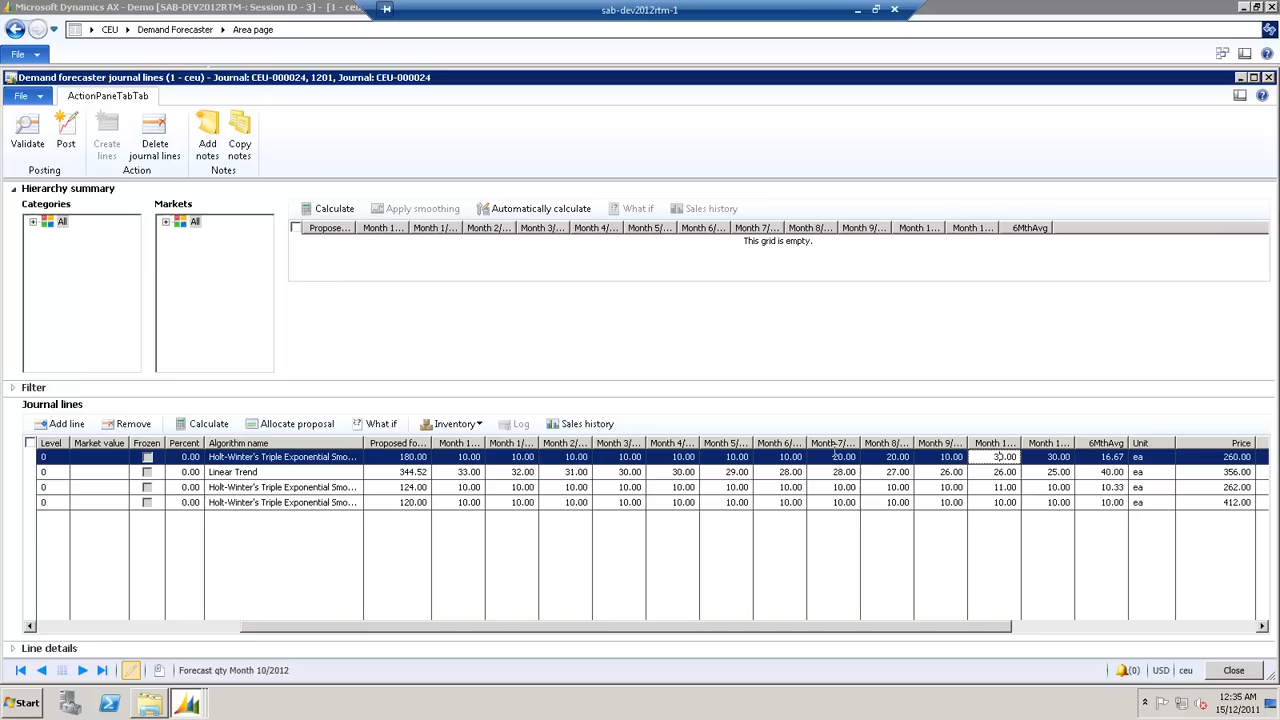 Microsoft Dynamics AX - Demo [SAB-DEV2012RTM-: Session ID - 3] - [1 - ceu
sab-dev2012rtm-1
CEU Demand Forecaster Area page
File
Demand forecaster journal lines (1 - ceu) - Journal: CEU-000024, 1201, Journal: CEU-000024
File ActionPaneTabTab
Validate Post Create lines Delete journal lines Add notes Copy notes
Posting Action Notes
Hierarchy summary
Categories Markets
Calculate Apply smoothing Automatically calculate What if Sales history
All All
Propose... Month 1... Month 1/... Month 2/... Month 3/... Month 4/... Month 5/... Month 6/... Month 7/... Month 8/... Month 9/... Month 1... Month 1... 6MthAvg
This grid is empty.
Filter
Journal lines
Add line Remove Calculate Allocate proposal What if Inventory Log Sales history
Level Market value Frozen Percent Algorithm name Proposed fo... Month 1... Month 1/... Month 2/... Month 3/... Month 4/... Month 5/... Month 6/... Month 7/... Month 8/... Month 9/... Month 1... Month 1... 6MthAvg Unit Price
0 0.00 Holt-Winter's Triple Exponential Smo... 180.00 10.00 10.00 10.00 10.00 10.00 10.00 10.00 20.00 20.00 10.00 30.00 30.00 16.67 ea 260.00
0 0.00 Linear Trend 344.52 33.00 32.00 31.00 30.00 30.00 29.00 28.00 28.00 27.00 26.00 26.00 25.00 40.00 ea 356.00
0 0.00 Holt-Winter's Triple Exponential Smo... 124.00 10.00 10.00 10.00 10.00 10.00 10.00 10.00 10.00 10.00 10.00 11.00 10.00 10.33 ea 262.00
0 0.00 Holt-Winter's Triple Exponential Smo... 120.00 10.00 10.00 10.00 10.00 10.00 10.00 10.00 10.00 10.00 10.00 10.00 10.00 10.00 ea 412.00
Line details
Forecast qty Month 10/2012 (0) USD ceu Close
Start 12:35 AM
15/12/2011